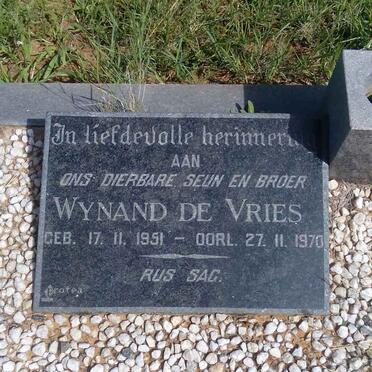 In liefdevolle herinnering
AAN
ONS DIERBARE SEUN EN BROER
WYNAND DE VRIES
GEB. 17. 11. 1951 — OORL. 27. 11. 1970
RUS SAG.
Protea